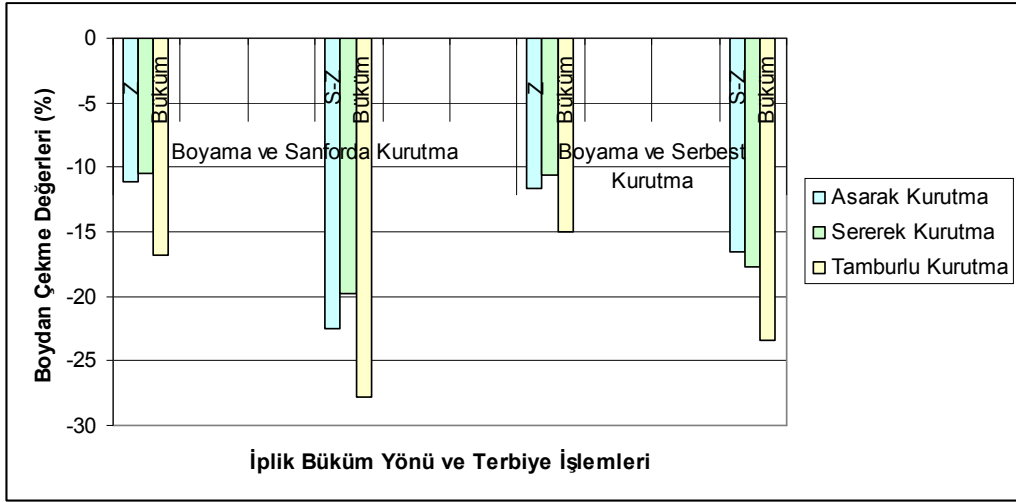 0
-5
-10
-15
-20
-25
-30
Boydan Çekme Değerleri (%)
Z
Büküm
S-Z
Büküm
Z
Büküm
S-Z
Büküm
Boyama ve Sanforda Kurutma
Boyama ve Serbest
Kurutma
İplik Büküm Yönü ve Terbiye İşlemleri
Asarak Kurutma
Sererek Kurutma
Tamburlu Kurutma